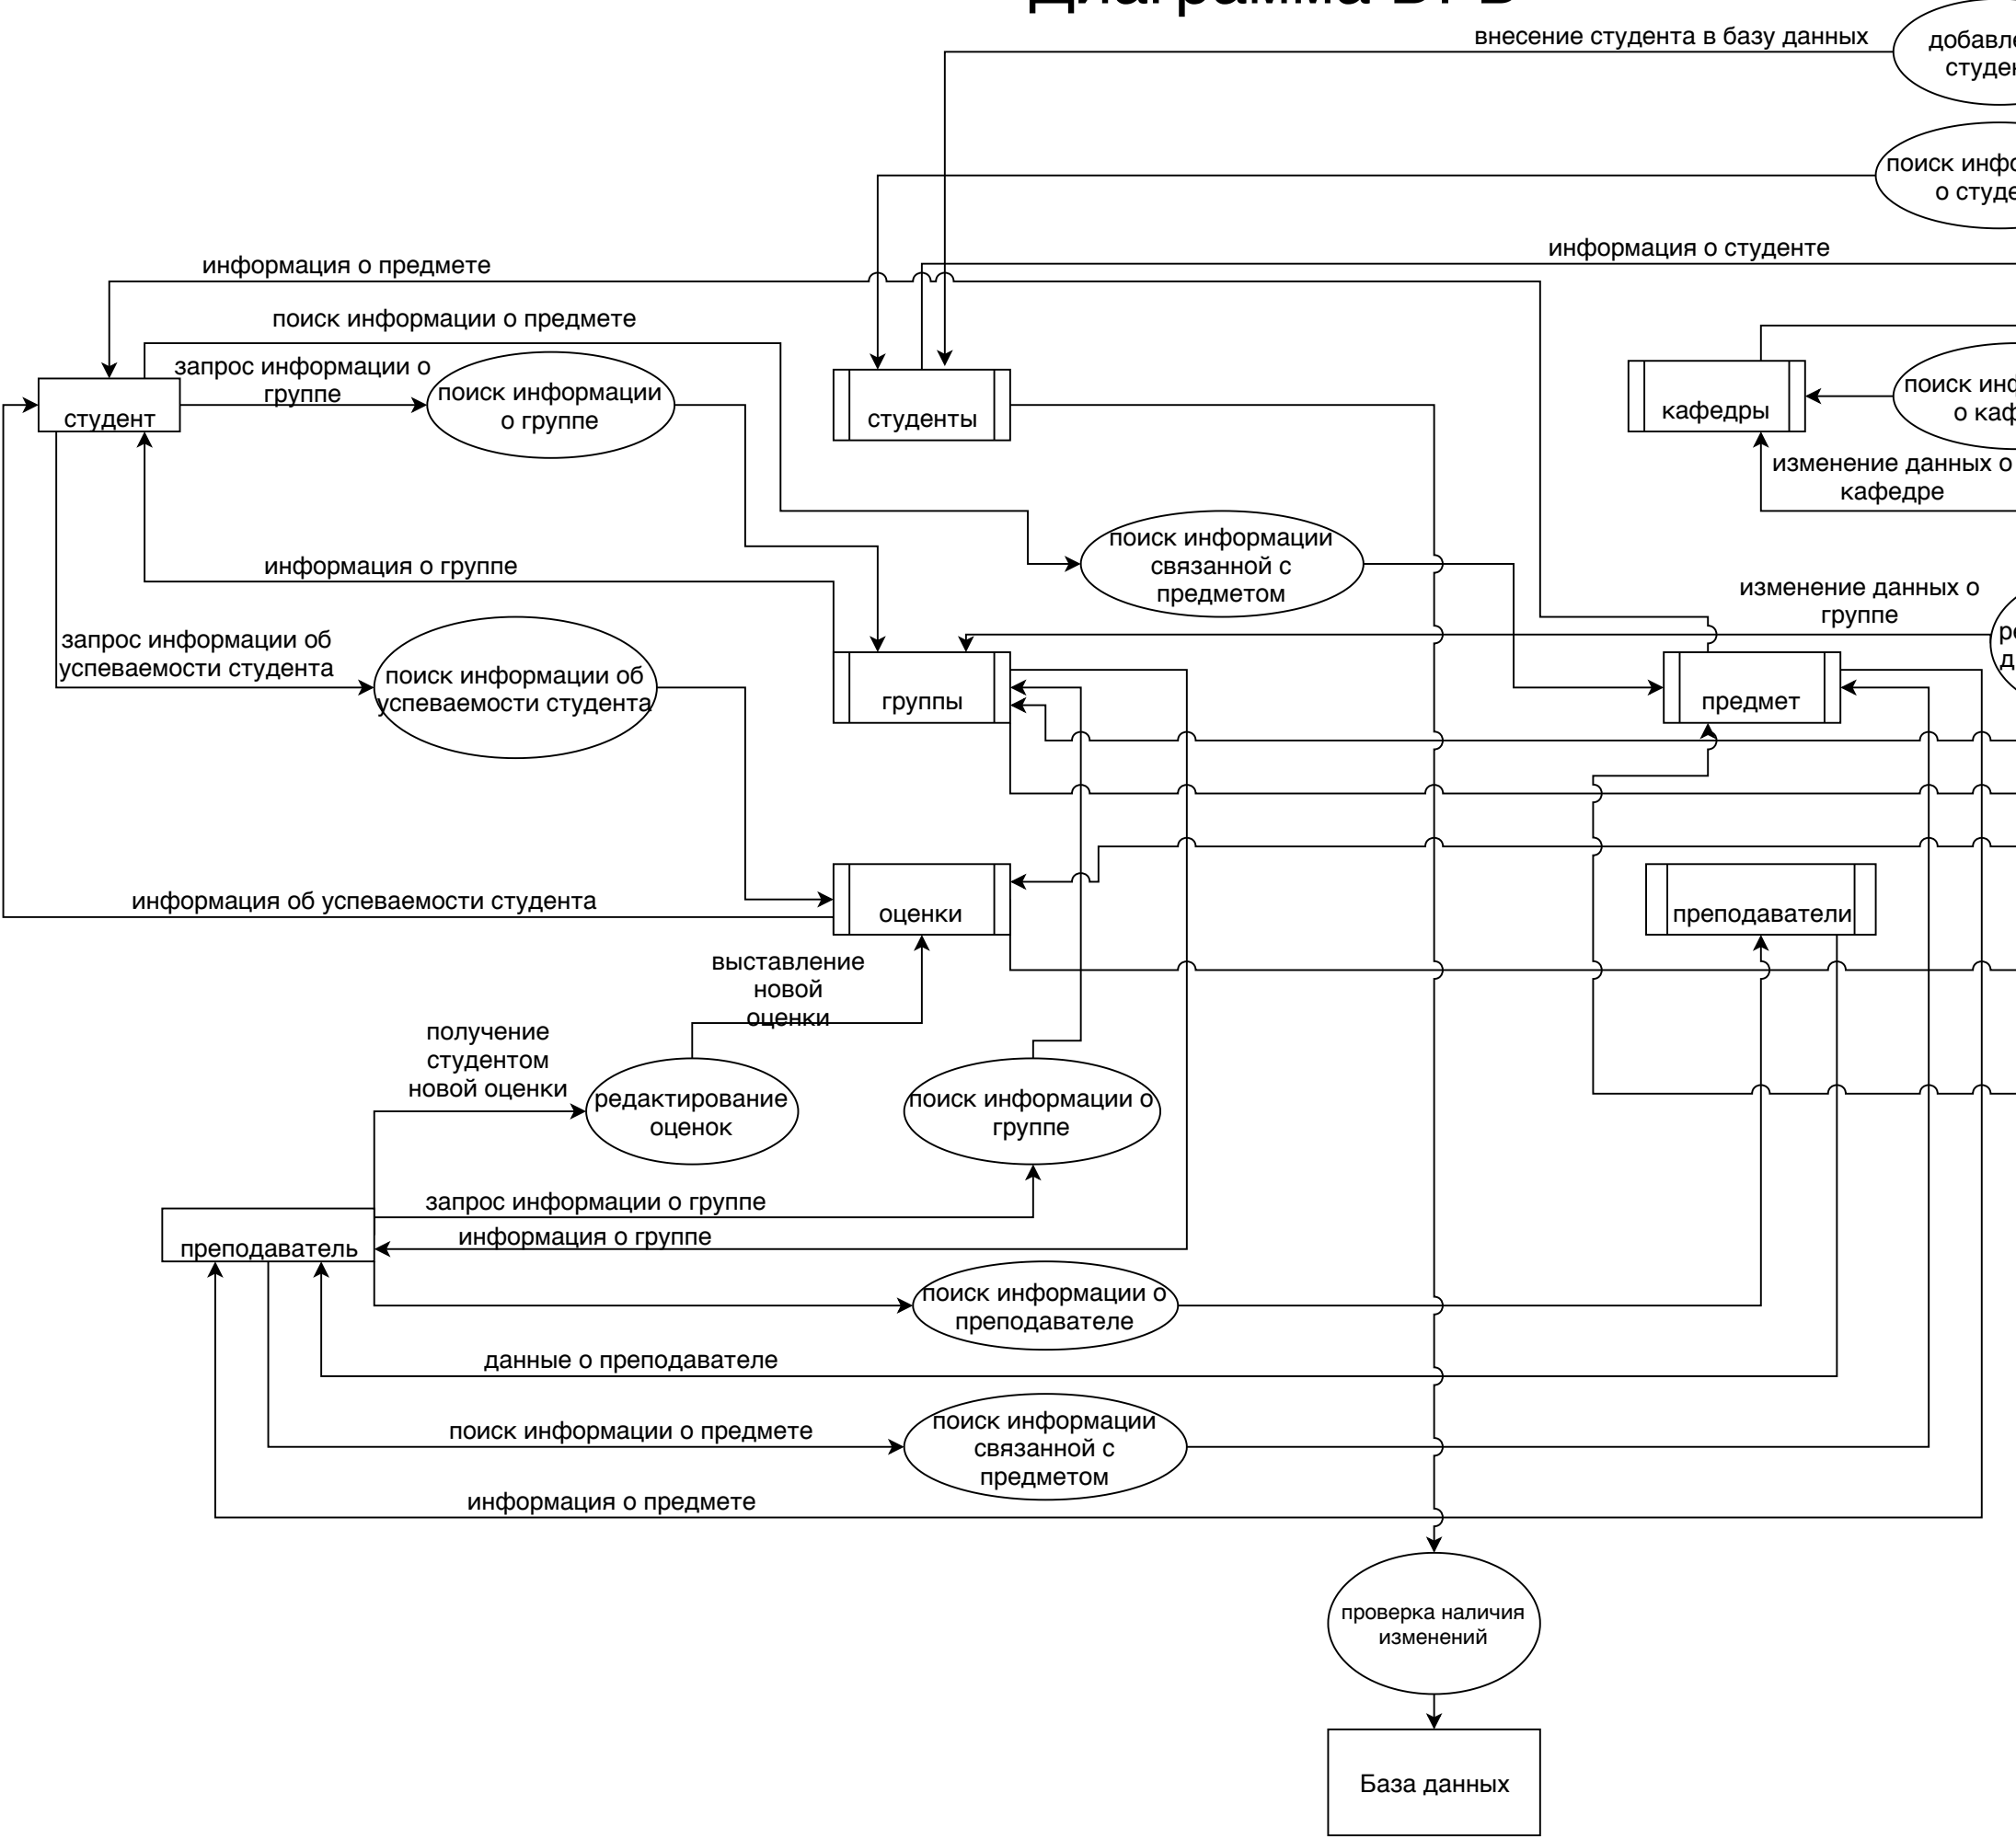 Диаграмма
внесение студента в базу данных
информация о студенте
информация о предмете
поиск информации о предмете
запрос информации о
группе
поиск информации
о группе
студент
студенты
кафедры
изменение данных о
кафедре
поиск информации
связанной с
предметом
информация о группе
изменение данных о
группе
запрос информации об
успеваемости студента
поиск информации об
успеваемости студента
группы
предмет
информация об успеваемости студента
оценки
преподаватели
выставление
новой
оценки
получение
студентом
новой оценки
редактирование
оценок
поиск информации о
группе
запрос информации о группе
информация о группе
преподаватель
поиск информации о
преподавателе
данные о преподавателе
поиск информации о предмете
поиск информации
связанной с
предметом
информация о предмете
проверка наличия
изменений
База данных